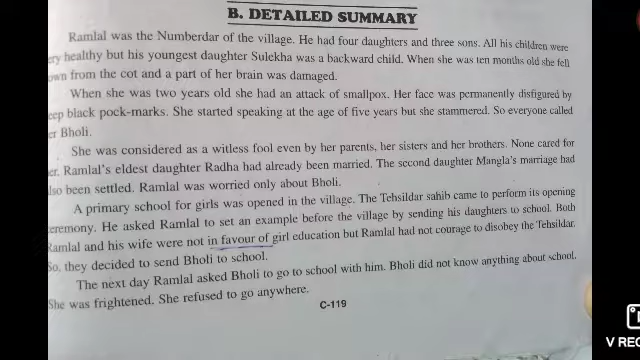 B. DETAILED SUMMARY
Ramlal was the Numberdar of the village. He had four daughters and three sons. All his children were
ery healthy but his youngest daughter Sulekha was a backward child. When she was ten months old she fell
own from the cot and a part of her brain was damaged.
When she was two years old she had an attack of smallpox. Her face was permanently disfigured by
eep black pock-marks. She started speaking at the age of five years but she stammered. So everyone called
er Bholi.
She was considered as a witless fool even by her parents, her sisters and her brothers. None cared for
er. Ramlal's eldest daughter Radha had already been married. The second daughter Mangla's marriage had
lso been settled. Ramlal was worried only about Bholi.
A primary school for girls was opened in the village. The Tehsildar sahib came to perform its opening
eremony. He asked Ramlal to set an example before the village by sending his daughters to school. Both
Ramlal and his wife were not in favour of girl education but Ramlal had not courage to disobey the Tehsildar.
So, they decided to send Bholi to school.
The next day Ramlal asked Bholi to go to school with him. Bholi did not know anything about school.
She was frightened. She refused to go anywhere.
C-119
V REC